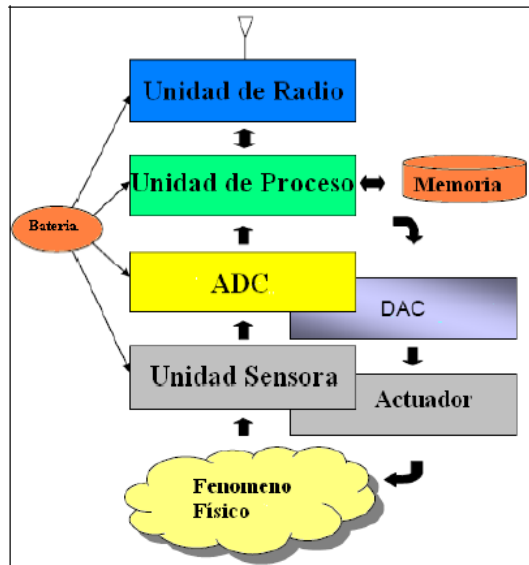 Unidad de Radio
Unidad de Proceso
Memoria
Bateria
ADC
DAC
Unidad Sensora
Actuador
Fenomeno
Físico